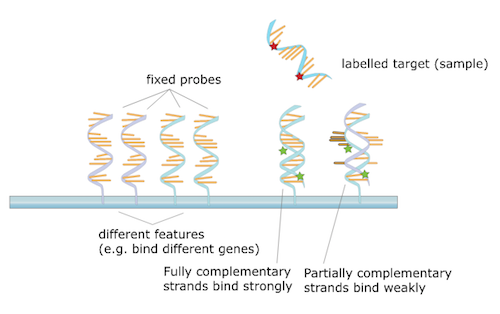 labelled target (sample)
fixed probes
different features
(e.g. bind different genes)
Fully complementary
strands bind strongly
Partially complementary
strands bind weakly